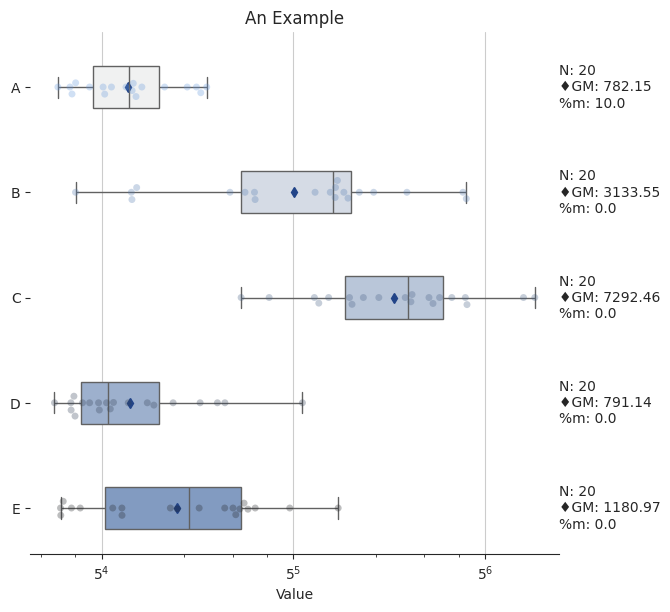 An Example
A
N: 20
♦GM: 782.15
%m: 10.0
B
N: 20
♦GM: 3133.55
%m: 0.0
C
N: 20
♦GM: 7292.46
%m: 0.0
D
N: 20
♦GM: 791.14
%m: 0.0
E
N: 20
♦GM: 1180.97
%m: 0.0
5⁴ 5⁵ 5⁶
Value